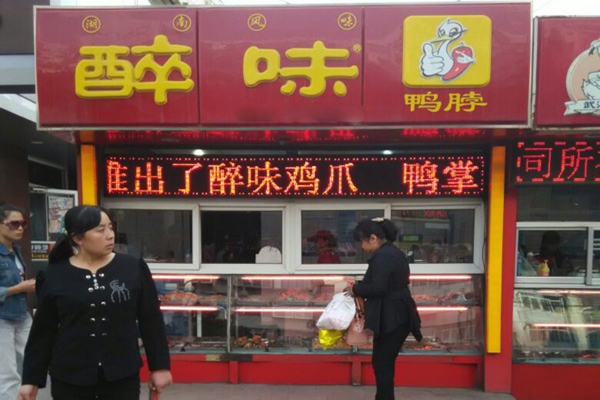 湖南风味
醉味®
鸭脖
推出了醉味鸡爪 鸭掌
司所
武